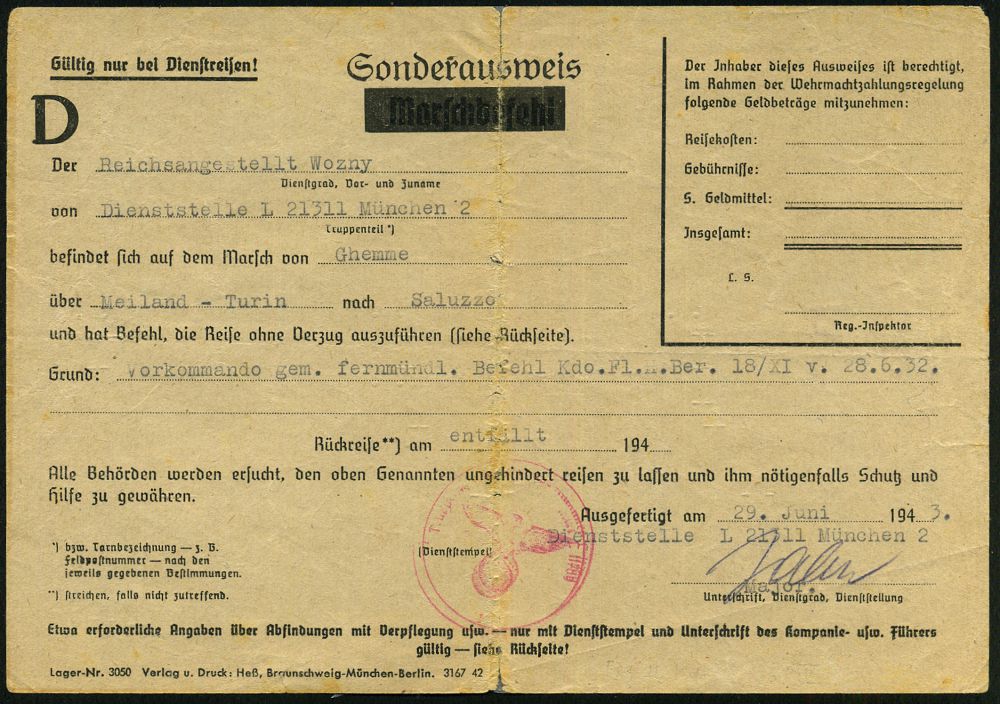 Gültig nur bei Dienstreisen!
Sonderausweis
Marschbefehl
D
Der Reichsangestellt Wozny
Dienstgrad, Vor- und Zuname
von Dienststelle L 21311 München 2
Truppenteil *)
befindet sich auf dem Marsch von Ghemme
über Meiland - Turin nach Saluzzo
und hat Befehl, die Reise ohne Verzug auszuführen (siehe Rückseite).
Grund: Vorkommando gem. fernmündl. Befehl Kdo.Fl.H.Ber. 18/XI v. 28.6.32.
Rückreise**) am entfällt 194
Der Inhaber dieses Ausweises ist berechtigt,
im Rahmen der Wehrmachtzahlungsregelung
folgende Geldbeträge mitzunehmen:
Reisekosten:
Gebührnisse:
S. Geldmittel:
Insgesamt:
L. S.
Reg.-Inspektor
Alle Behörden werden ersucht, den oben Genannten ungehindert reisen zu lassen und ihm nötigenfalls Schutz und
Hilfe zu gewähren.
Ausgefertigt am 29. Juni 194 3.
Dienststelle L 21311 München 2
*) bzw. Tarnbezeichnung — z. B.
Feldpostnummer — nach den
jeweils gegebenen Bestimmungen.
**) streichen, falls nicht zutreffend.
(Dienststempel)
Major.
Unterschrift, Dienstgrad, Dienststellung
Etwa erforderliche Angaben über Abfindungen mit Verpflegung usw. — nur mit Dienststempel und Unterschrift des Kompanie- usw. Führers
gültig — siehe Rückseite!
Lager-Nr. 3050 Verlag u. Druck: Heß, Braunschweig-München-Berlin. 3167 42